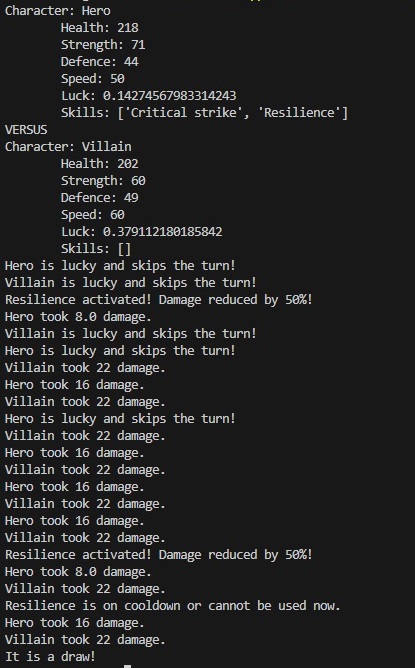 Character: Hero
Health: 218
Strength: 71
Defence: 44
Speed: 50
Luck: 0.14274567983314243
Skills: ['Critical strike', 'Resilience']
VERSUS
Character: Villain
Health: 202
Strength: 60
Defence: 49
Speed: 60
Luck: 0.379112180185842
Skills: []
Hero is lucky and skips the turn!
Villain is lucky and skips the turn!
Resilience activated! Damage reduced by 50%!
Hero took 8.0 damage.
Villain is lucky and skips the turn!
Hero is lucky and skips the turn!
Villain took 22 damage.
Hero took 16 damage.
Villain took 22 damage.
Hero is lucky and skips the turn!
Villain took 22 damage.
Hero took 16 damage.
Villain took 22 damage.
Hero took 16 damage.
Villain took 22 damage.
Hero took 16 damage.
Villain took 22 damage.
Resilience activated! Damage reduced by 50%!
Hero took 8.0 damage.
Villain took 22 damage.
Resilience is on cooldown or cannot be used now.
Hero took 16 damage.
Villain took 22 damage.
It is a draw!